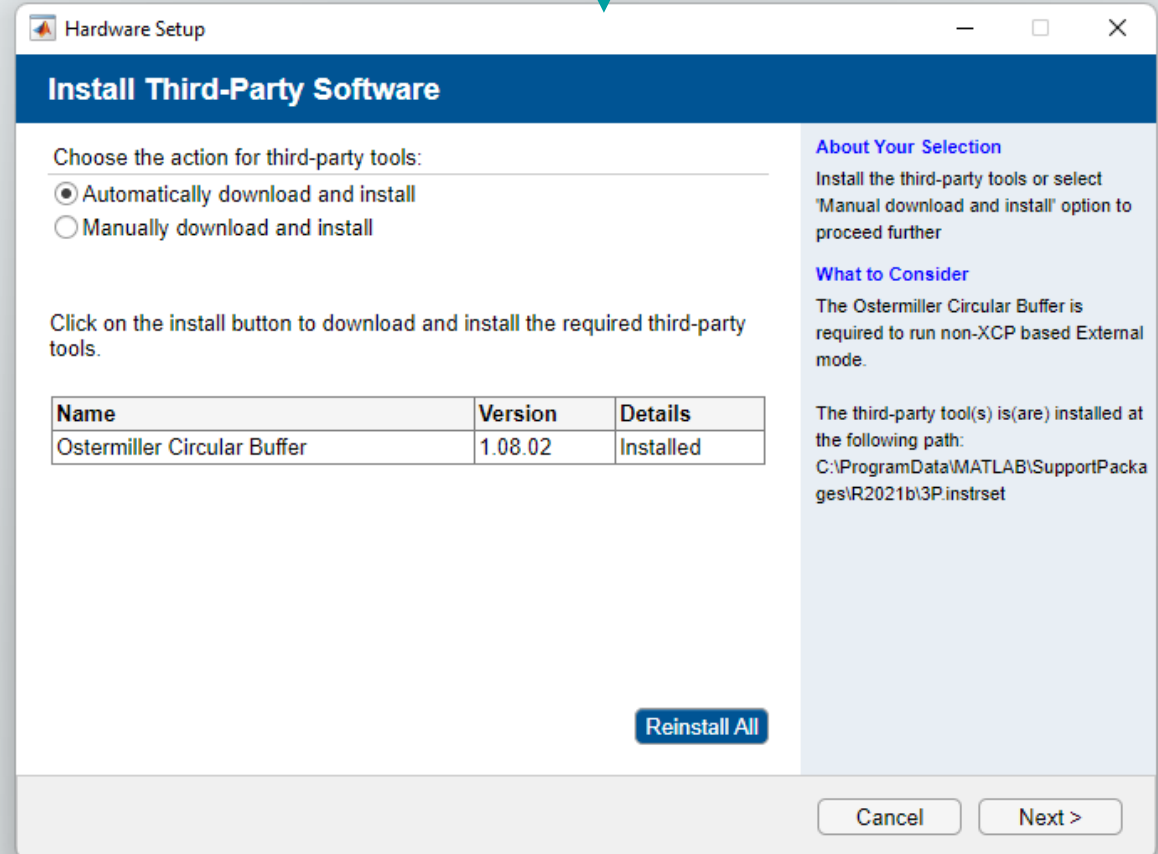 Hardware Setup
Install Third-Party Software
Choose the action for third-party tools:
Automatically download and install
Manually download and install
Click on the install button to download and install the required third-party
tools.
Name Version Details
Ostermiller Circular Buffer 1.08.02 Installed
Reinstall All
About Your Selection
Install the third-party tools or select
'Manual download and install' option to
proceed further
What to Consider
The Ostermiller Circular Buffer is
required to run non-XCP based External
mode.
The third-party tool(s) is(are) installed at
the following path:
C:\ProgramData\MATLAB\SupportPacka
ges\R2021b\3P.instrset
Cancel Next >